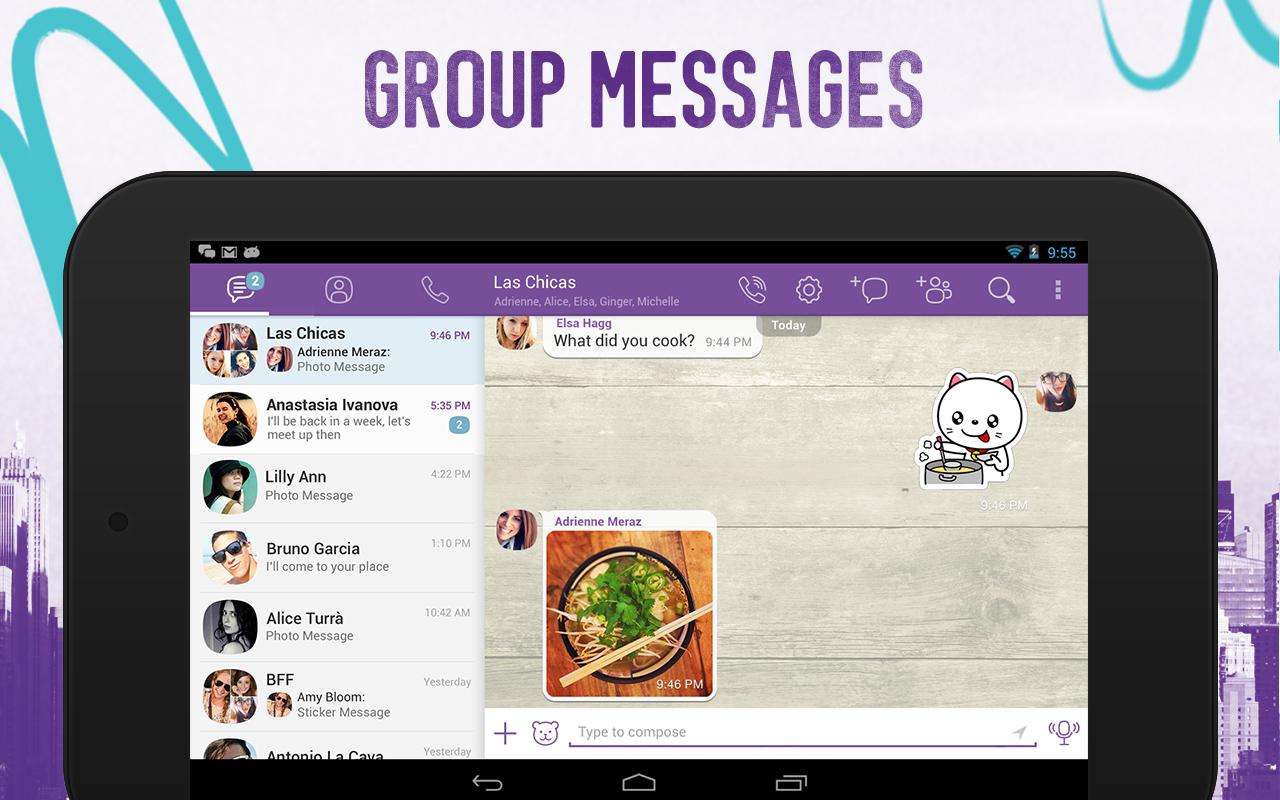 GROUP MESSAGES
9:55
2
Las Chicas
Adrienne, Alice, Elsa, Ginger, Michelle
Las Chicas
9:46 PM
Adrienne Meraz:
Photo Message
Anastasia Ivanova
5:35 PM
I'll be back in a week, let's
meet up then
2
Lilly Ann
4:22 PM
Photo Message
Bruno Garcia
1:10 PM
I'll come to your place
Alice Turrà
10:42 AM
Photo Message
BFF
Yesterday
Amy Bloom:
Sticker Message
Antonio La Cava
Yesterday
Today
Elsa Hagg
What did you cook? 9:44 PM
9:46 PM
Adrienne Meraz
9:46 PM
Type to compose